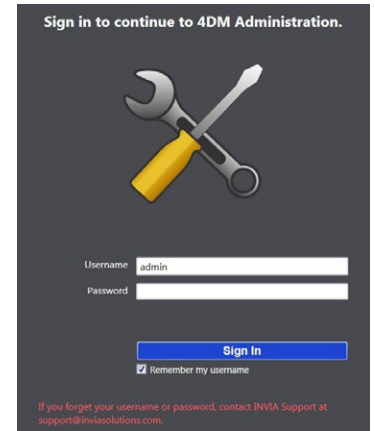 Sign in to continue to 4DM Administration.
Username
admin
Password
Sign In
Remember my username
If you forget your username or password, contact INVIA Support at
support@inviasolutions.com.